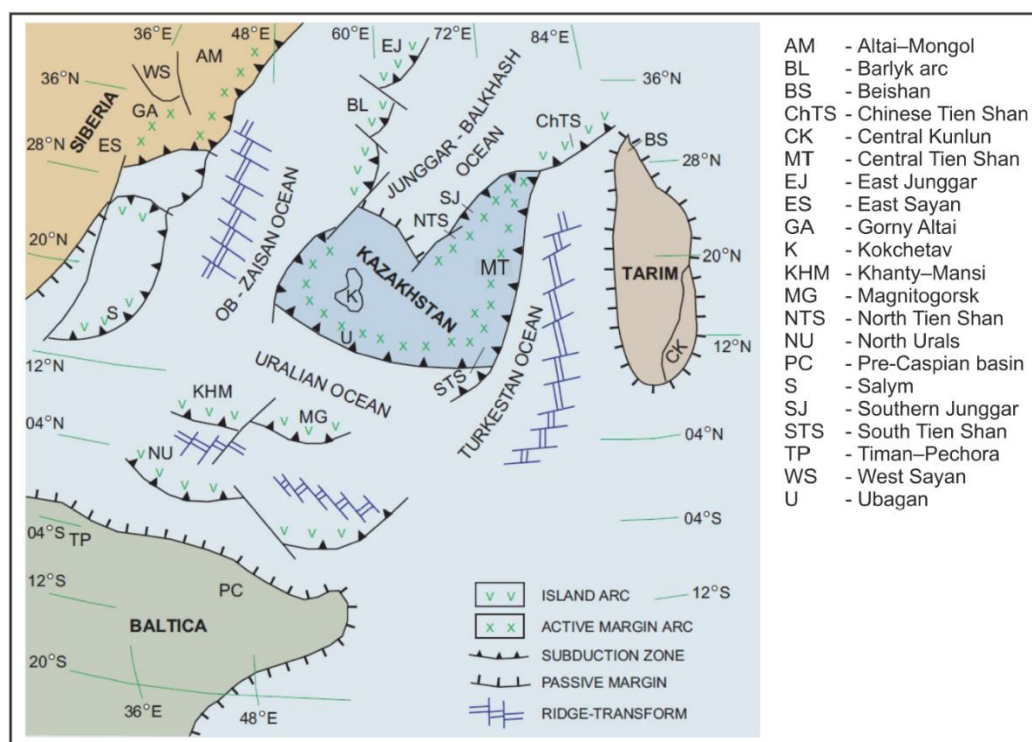 36°E
48°E
60°E
72°E
84°E
AM
WS
EJ
36°N
36°N
GA
BL
ChTS
BS
SIBERIA
JUNGGAR - BALKHASH
OCEAN
28°N
ES
28°N
SJ
NTS
20°N
OB - ZAISAN OCEAN
KAZAKHSTAN
MT
20°N
TARIM
K
S
U
12°N
CK
12°N
URALIAN OCEAN
STS
TURKESTAN OCEAN
KHM
MG
04°N
04°N
NU
04°S
04°S
TP
12°S
PC
BALTICA
20°S
36°E
48°E
v v ISLAND ARC
12°S
x x ACTIVE MARGIN ARC
SUBDUCTION ZONE
PASSIVE MARGIN
RIDGE-TRANSFORM
AM - Altai–Mongol
BL - Barlyk arc
BS - Beishan
ChTS - Chinese Tien Shan
CK - Central Kunlun
MT - Central Tien Shan
EJ - East Junggar
ES - East Sayan
GA - Gorny Altai
K - Kokchetav
KHM - Khanty–Mansi
MG - Magnitogorsk
NTS - North Tien Shan
NU - North Urals
PC - Pre-Caspian basin
S - Salym
SJ - Southern Junggar
STS - South Tien Shan
TP - Timan–Pechora
WS - West Sayan
U - Ubagan